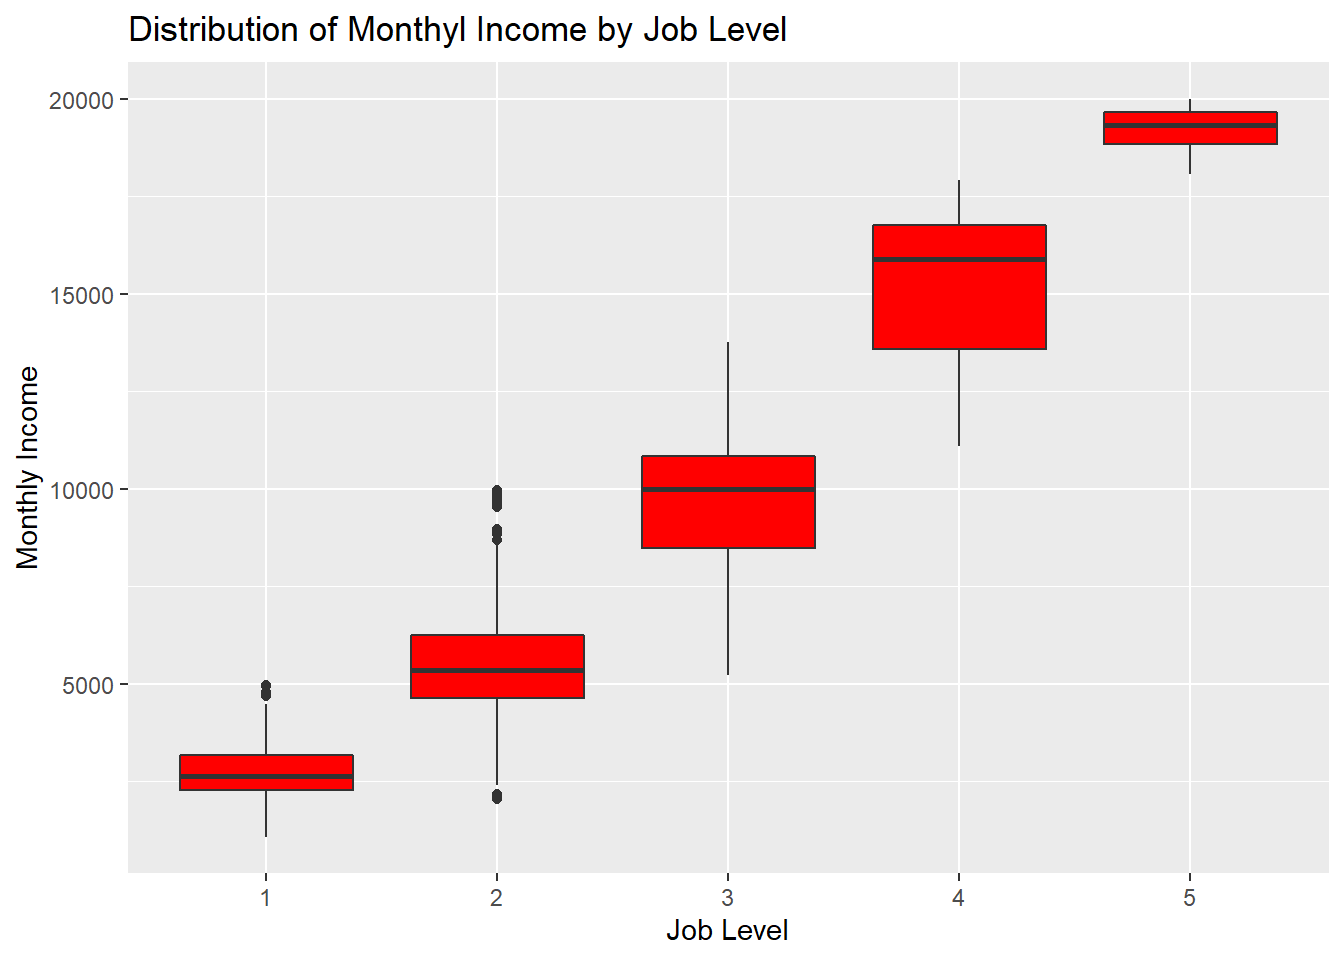 Distribution of Monthyl Income by Job Level
Monthly Income
20000
15000
10000
5000
1 2 3 4 5
Job Level